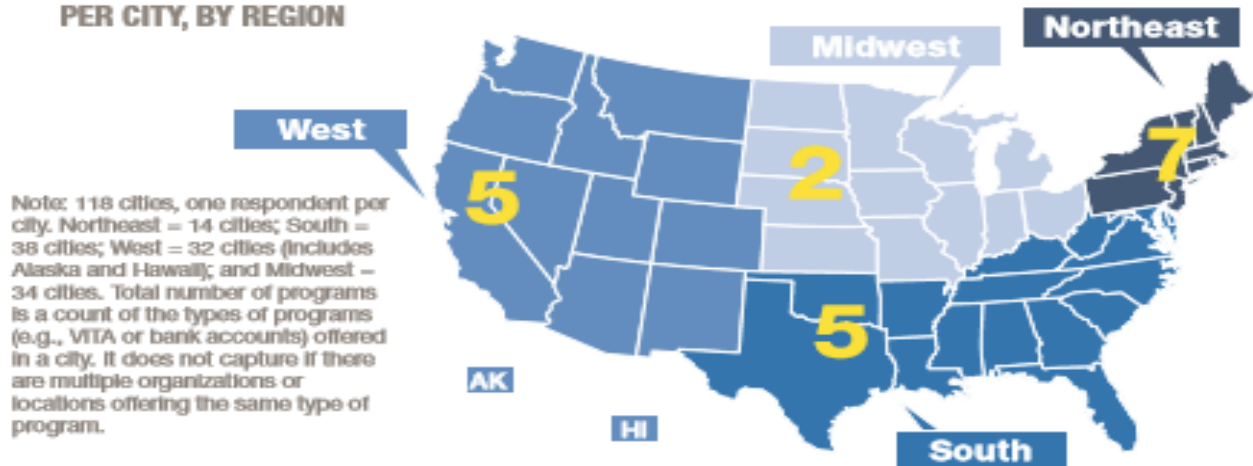 PER CITY, BY REGION
Northeast
Midwest
West
7
2
5
Note: 118 cities, one respondent per
city. Northeast = 14 cities; South =
38 cities; West = 32 cities (includes
Alaska and Hawaii); and Midwest =
34 cities. Total number of programs
is a count of the types of programs
(e.g., VITA or bank accounts) offered
in a city. It does not capture if there
are multiple organizations or
locations offering the same type of
program.
5
AK
HI
South